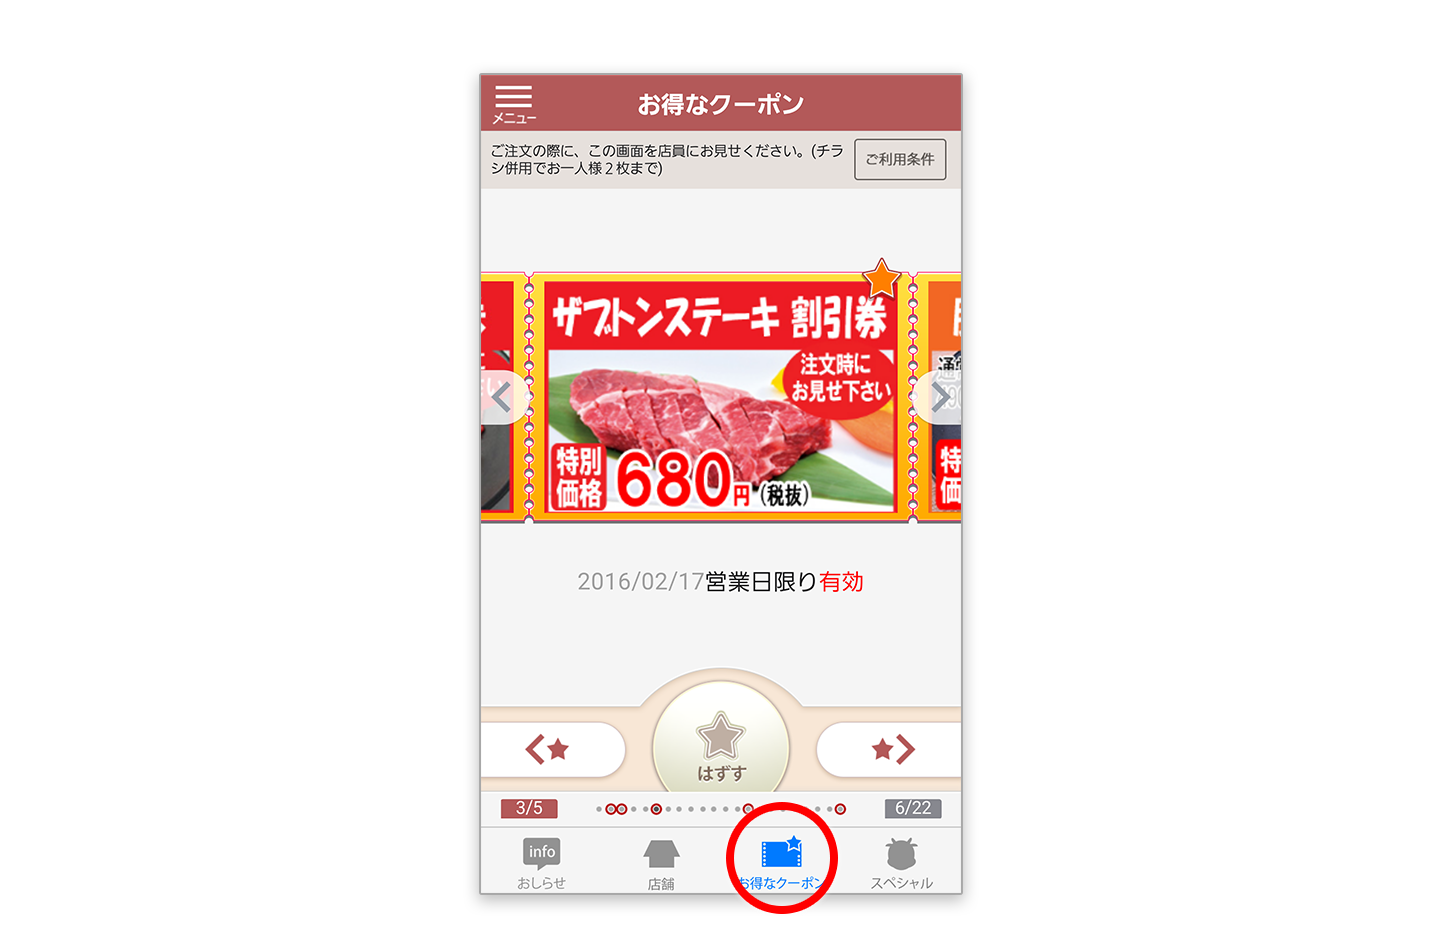 メニュー
お得なクーポン
ご注文の際に、この画面を店員にお見せください。(チラ
シ併用でお一人様２枚まで)
ご利用条件
ザブトンステーキ 割引券
注文時に
お見せ下さい
特別
価格
680円(税抜)
通常
特
価
2016/02/17営業日限り有効
はずす
3/5
6/22
info
おしらせ
店舗
お得なクーポン
スペシャル